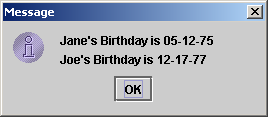 Message
Jane's Birthday is 05-12-75
Joe's Birthday is 12-17-77
OK